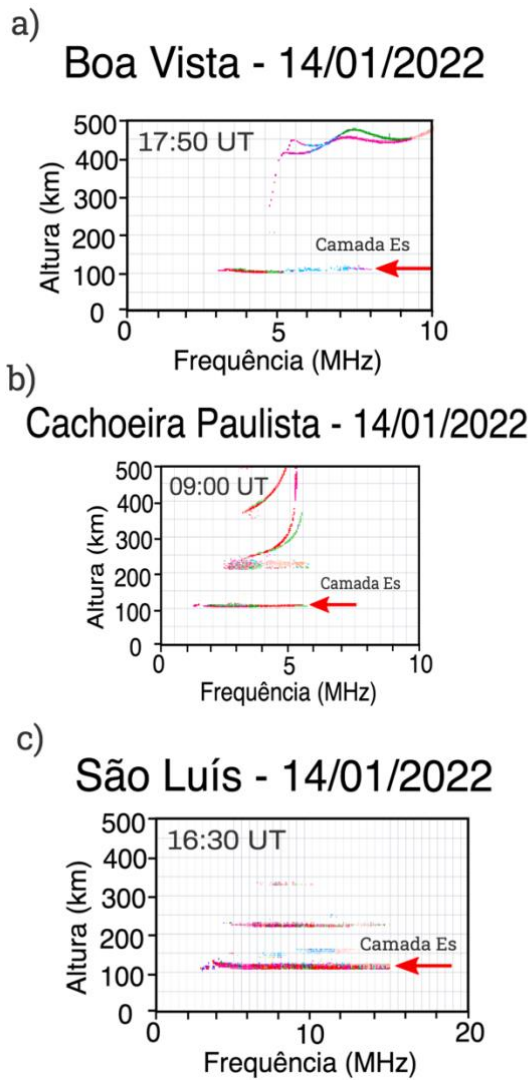 a)
Boa Vista - 14/01/2022
500
17:50 UT
400
300
200
Camada Es
100
0
0 5 10
Altura (km)
Frequência (MHz)
b)
Cachoeira Paulista - 14/01/2022
500
09:00 UT
400
300
200
Camada Es
100
0
0 5 10
Altura (km)
Frequência (MHz)
c)
São Luís - 14/01/2022
500
16:30 UT
400
300
200
Camada Es
100
0
0 10 20
Altura (km)
Frequência (MHz)